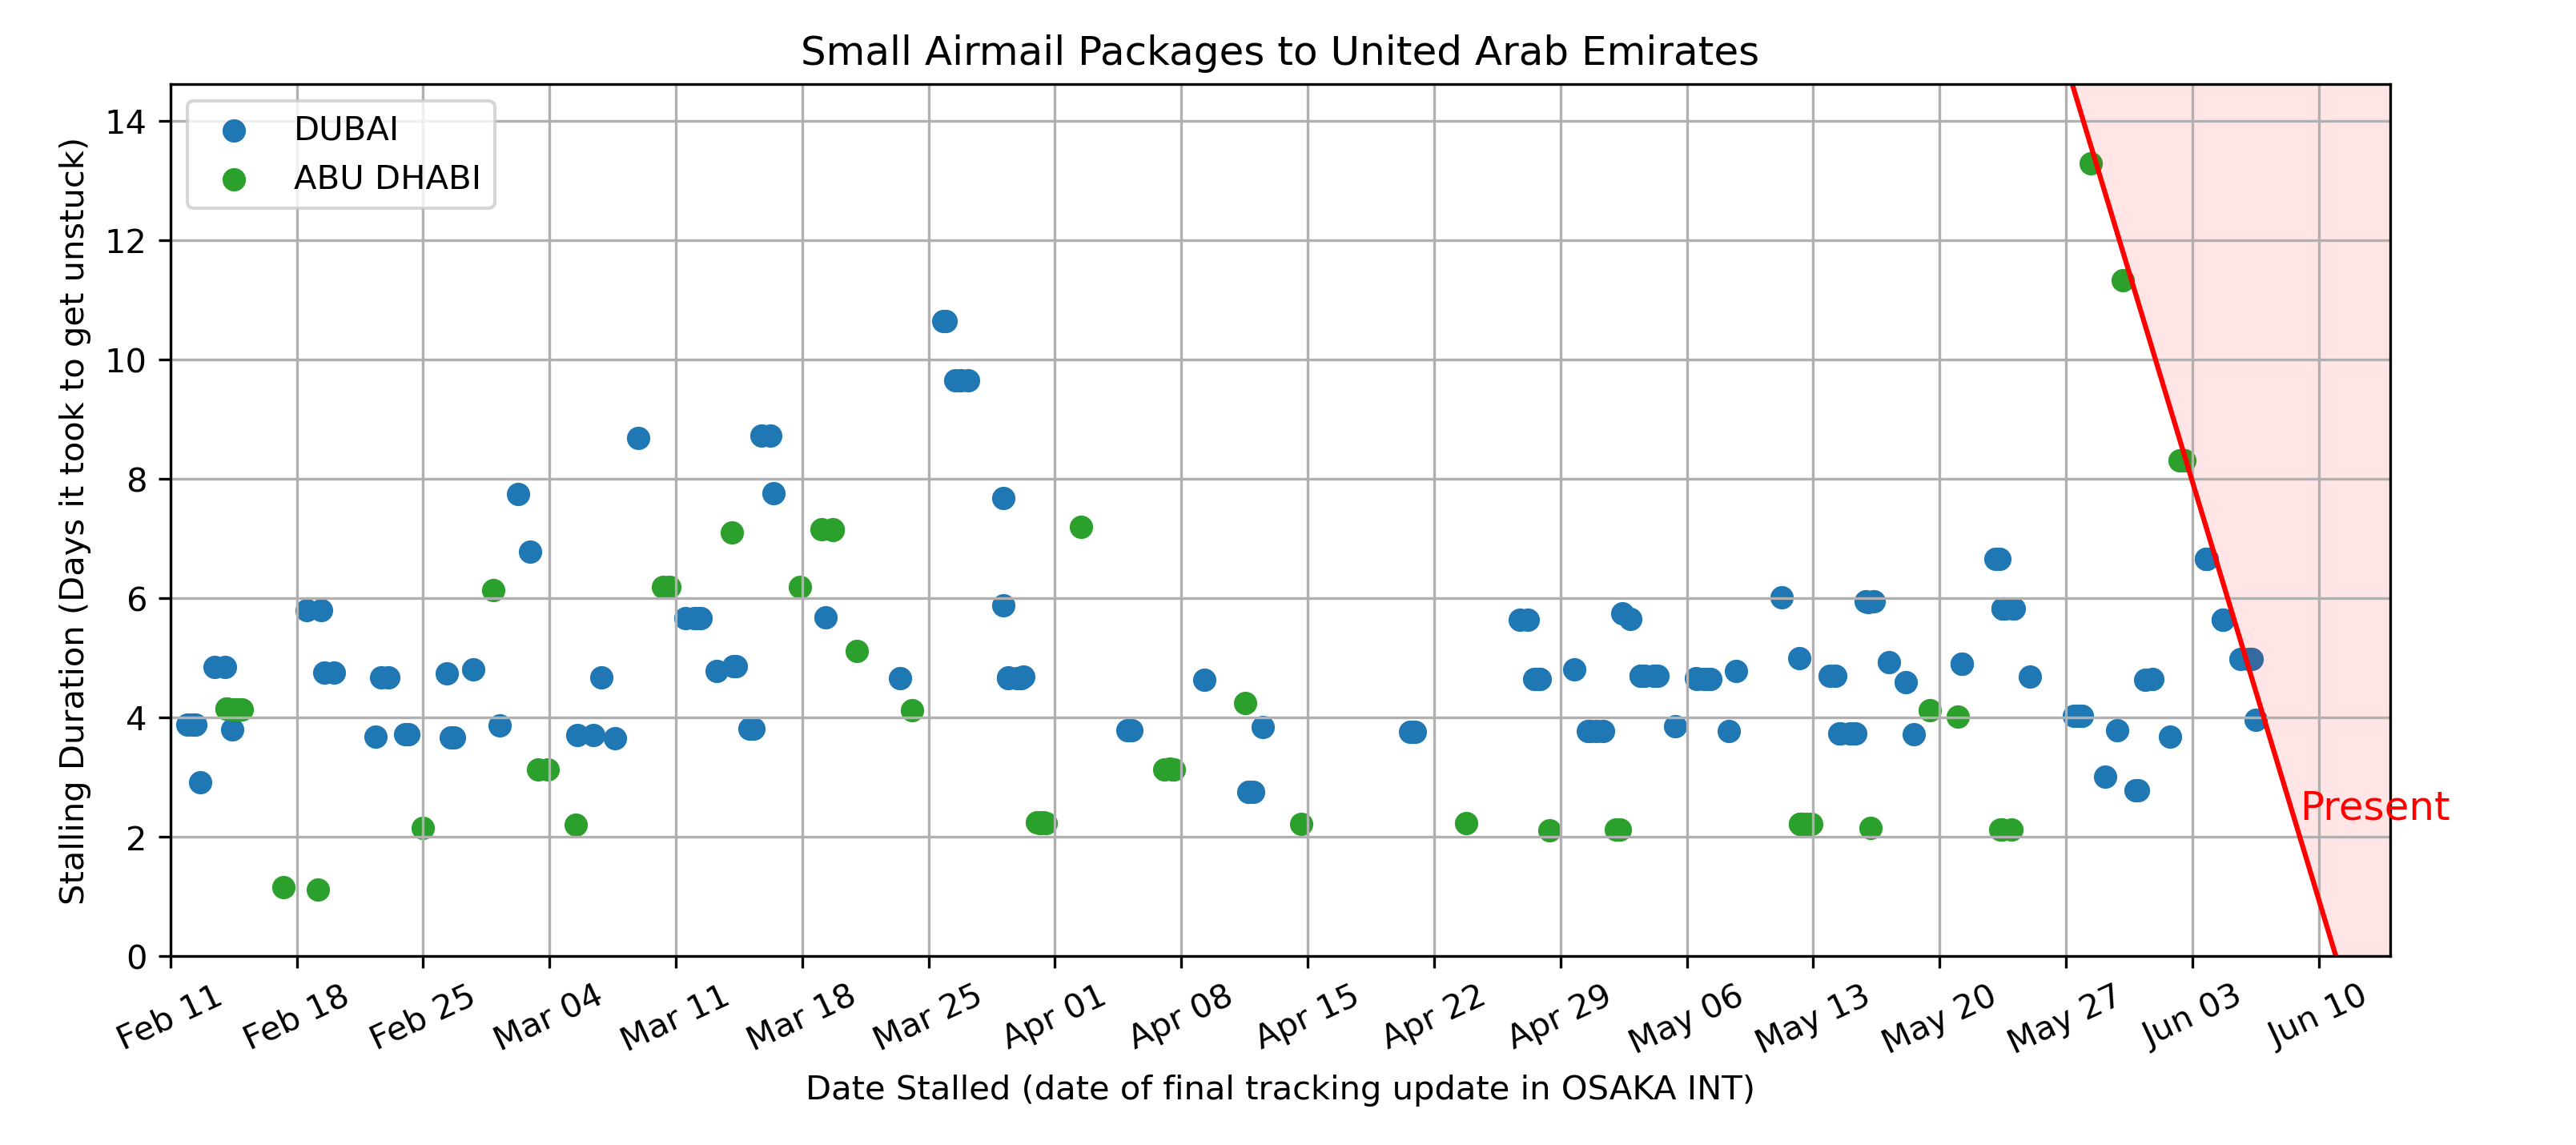 Small Airmail Packages to United Arab Emirates
DUBAI
ABU DHABI
Stalling Duration (Days it took to get unstuck)
14
12
10
8
6
4
2
0
Present
Feb 11
Feb 18
Feb 25
Mar 04
Mar 11
Mar 18
Mar 25
Apr 01
Apr 08
Apr 15
Apr 22
Apr 29
May 06
May 13
May 20
May 27
Jun 03
Jun 10
Date Stalled (date of final tracking update in OSAKA INT)